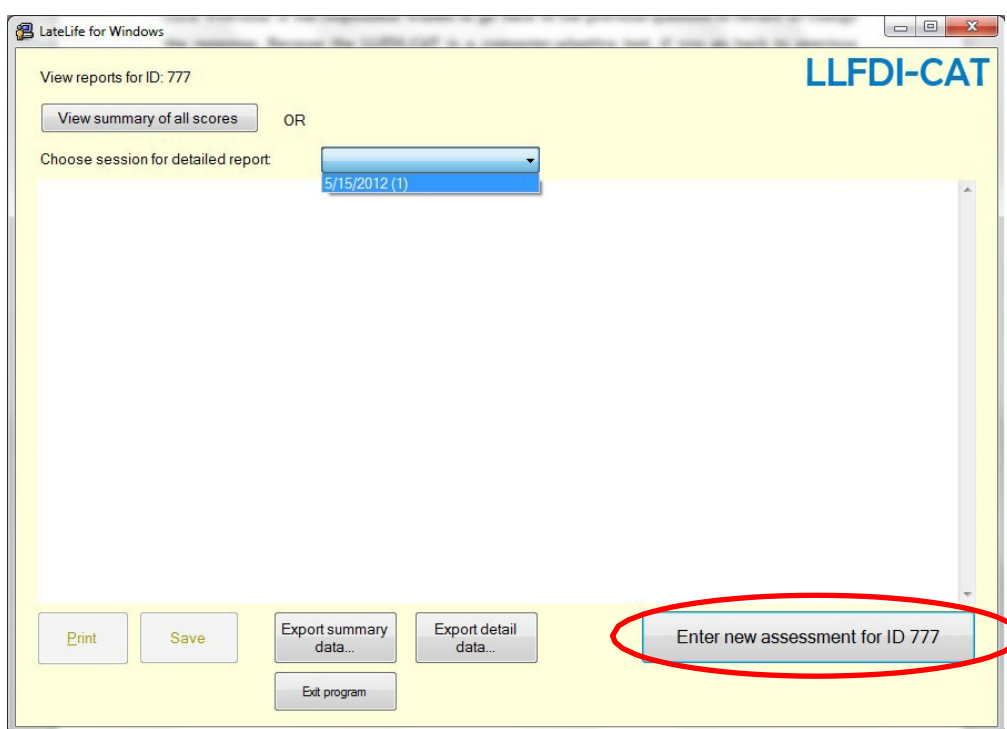 LateLife for Windows
View reports for ID: 777
LLFDI-CAT
View summary of all scores
OR
Choose session for detailed report:
5/15/2012 (1)
Print
Save
Export summary
data...
Export detail
data...
Enter new assessment for ID 777
Exit program